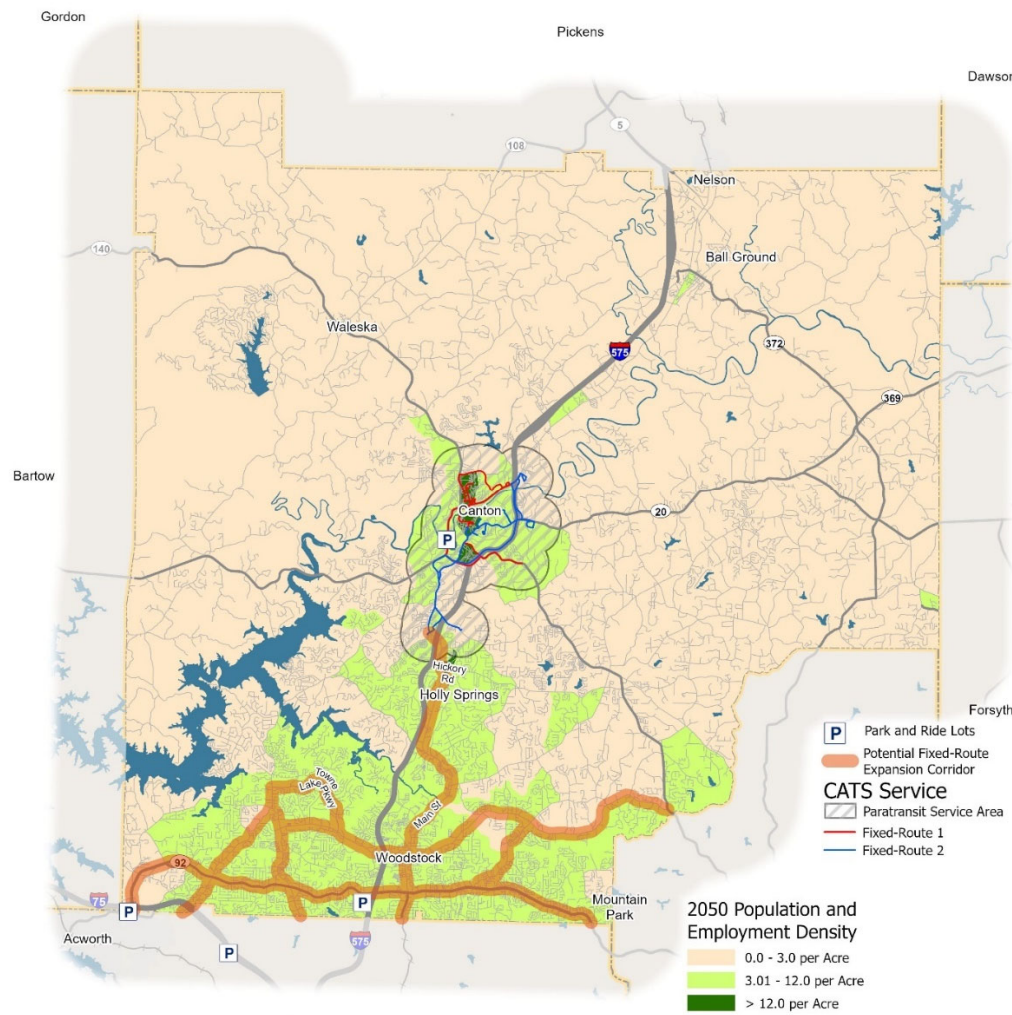 Gordon
Pickens
Dawson
5
108
Nelson
140
Ball Ground
Waleska
575
372
369
Bartow
Canton
20
P
Hickory
Rd
Holly Springs
Forsyth
Towne
Lake Pkwy
Main St
Woodstock
92
P
75
P
Mountain
Park
Acworth
575
P
P
Park and Ride Lots
Potential Fixed-Route
Expansion Corridor
CATS Service
Paratransit Service Area
Fixed-Route 1
Fixed-Route 2
2050 Population and
Employment Density
0.0 - 3.0 per Acre
3.01 - 12.0 per Acre
> 12.0 per Acre